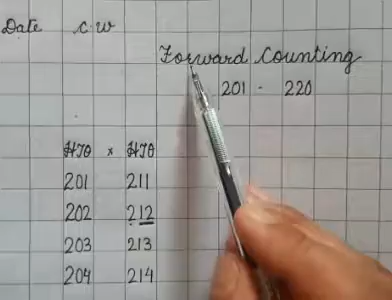 Date C.W
Forward Counting
201 - 220
HTO × HTO
201 211
202 212
203 213
204 214